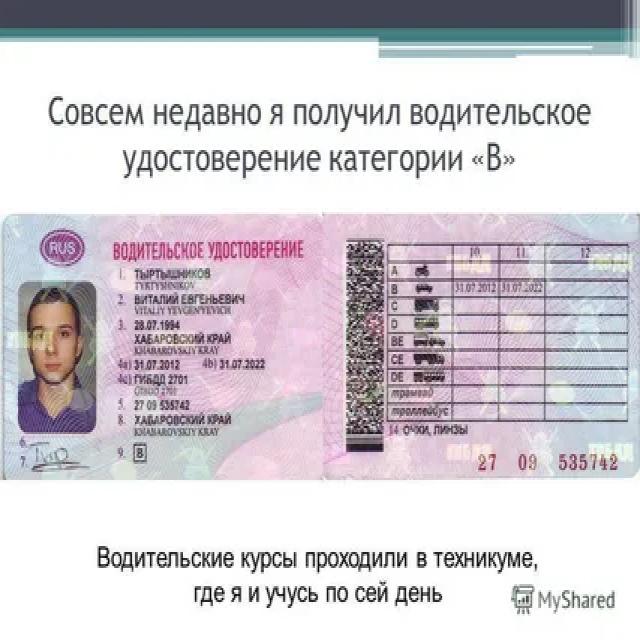 Совсем недавно я получил водительское
удостоверение категории «В»
RUS
ВОДИТЕЛЬСКОЕ УДОСТОВЕРЕНИЕ
1. ТЫРТЫШНИКОВ
TYRTYSHNIKOV
2. ВИТАЛИЙ ЕВГЕНЬЕВИЧ
VITALIY YEVGENYEVICH
3. 28.07.1994
ХАБАРОВСКИЙ КРАЙ
KHABAROVSKIY KRAY
4a) 31.07.2012 4b) 31.07.2022
4c) ГИБДД 2701
GIBDD 2701
5. 27 09 535742
8. ХАБАРОВСКИЙ КРАЙ
KHABAROVSKIY KRAY
9. B
6.
7.
10. 11. 12.
A
B 31.07.2012 31.07.2022
C
D
BE
CE
DE
трамвай
троллейбус
14. ОЧКИ, ЛИНЗЫ
27 09 535742
Водительские курсы проходили в техникуме,
где я и учусь по сей день
MyShared